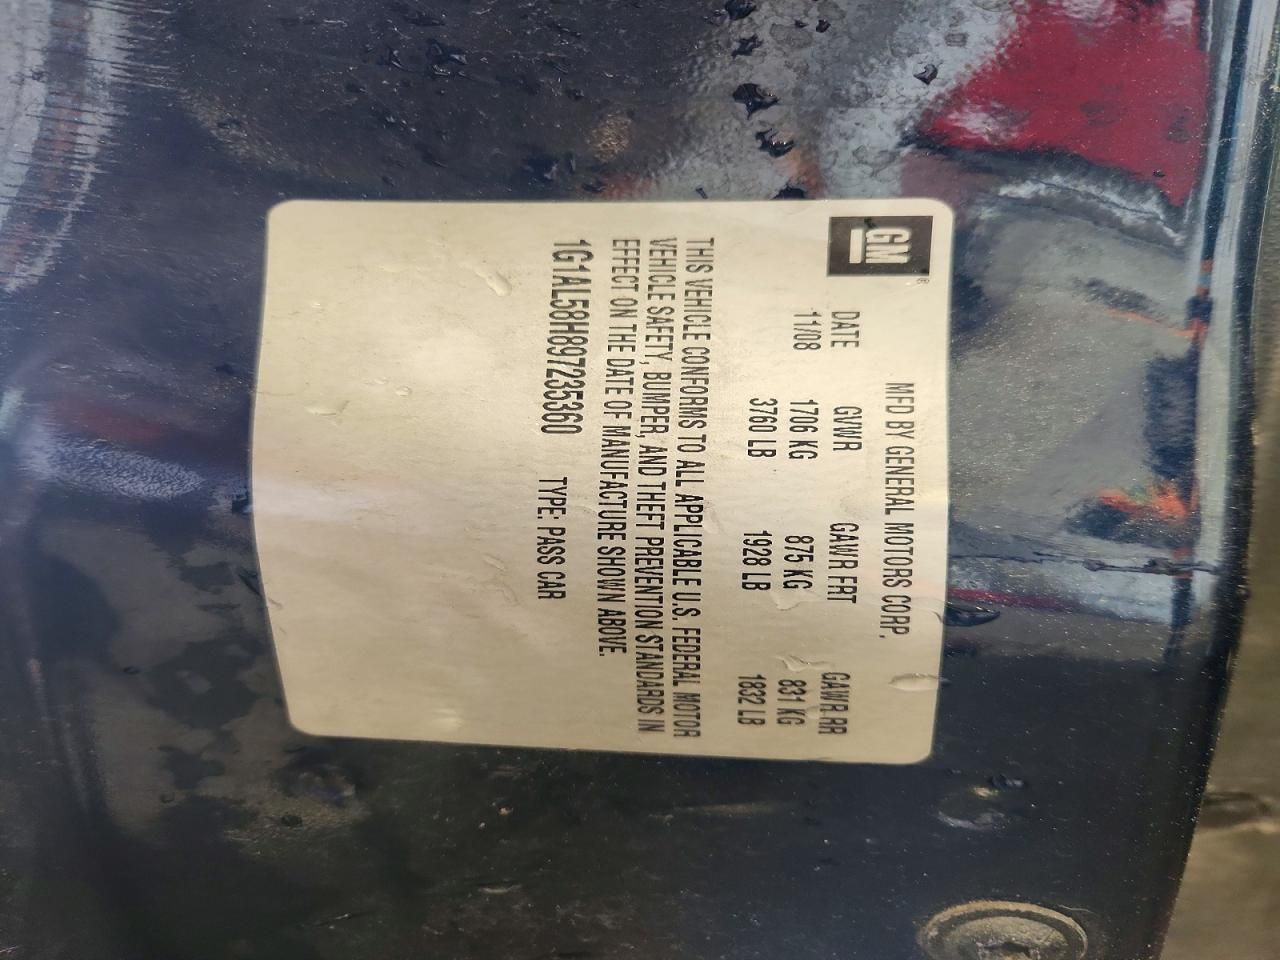 GM
MFD BY GENERAL MOTORS CORP.
DATE GVWR GAWR FRT GAWR RR
11/08 1706 KG 875 KG 831 KG
3760 LB 1928 LB 1832 LB
THIS VEHICLE CONFORMS TO ALL APPLICABLE U.S. FEDERAL MOTOR
VEHICLE SAFETY, BUMPER, AND THEFT PREVENTION STANDARDS IN
EFFECT ON THE DATE OF MANUFACTURE SHOWN ABOVE.
1G1AL58H897235360 TYPE: PASS CAR